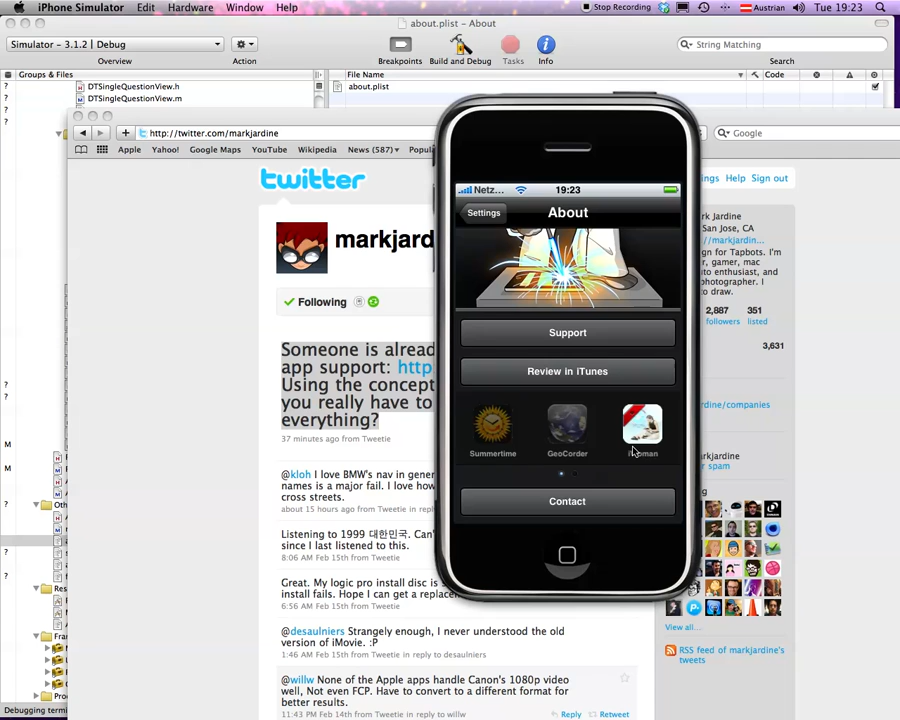 iPhone Simulator Edit Hardware Window Help Stop Recording Austrian Tue 19:23
about.plist - About
Simulator - 3.1.2 | Debug
String Matching
Overview Action Breakpoints Build and Debug Tasks Info Search
Groups & Files File Name Code
DTSingleQuestionView.h about.plist
DTSingleQuestionView.m
http://twitter.com/markjardine Google
Apple Yahoo! Google Maps YouTube Wikipedia News (587)
twitter
Help Sign out
markjard
Following
Someone is alread
app support: http
Using the concept
you really have to
everything?
37 minutes ago from Tweetie
@kloh I love BMW's nav in gener
names is a major fail. I love how
cross streets.
about 15 hours ago from Tweetie
Listening to 1999 대한민국. Can'
since I last listened to this.
8:06 AM Feb 15th from Tweetie
Great. My logic pro install disc is
install fails. Hope I can get a replace
6:56 AM Feb 15th from Tweetie
@desaulniers Strangely enough, I never understood the old
version of iMovie. :P
1:46 AM Feb 15th from Tweetie in reply to desaulniers
@willw None of the Apple apps handle Canon's 1080p video
well, Not even FCP. Have to convert to a different format for
better results.
11:43 PM Feb 14th from Tweetie in reply to willw Reply Retweet
Netz... 19:23
Settings About
Support
Review in iTunes
Summertime GeoCorder
Contact
rk Jardine
San Jose, CA
//markjardin...
gn for Tapbots. I'm
, gamer, mac
to enthusiast, and
photographer. I
to draw.
2,887 351
followers listed
3,631
rdine/companies
spam
View all...
RSS feed of markjardine's
tweets
Debugging termi